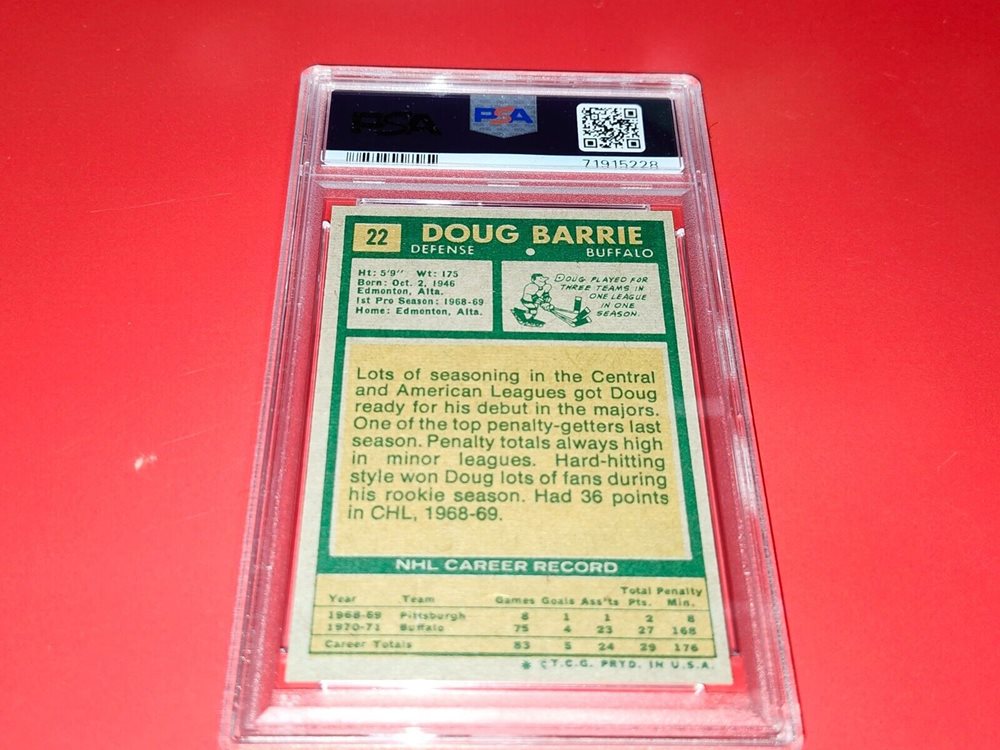 PSA PSA
71915228
22 DOUG BARRIE
DEFENSE • BUFFALO
Ht: 5'9" Wt: 175
Born: Oct. 2, 1946
Edmonton, Alta.
1st Pro Season: 1968-69
Home: Edmonton, Alta.
DOUG PLAYED FOR
THREE TEAMS IN
ONE LEAGUE
IN ONE
SEASON.
Lots of seasoning in the Central
and American Leagues got Doug
ready for his debut in the majors.
One of the top penalty-getters last
season. Penalty totals always high
in minor leagues. Hard-hitting
style won Doug lots of fans during
his rookie season. Had 36 points
in CHL, 1968-69.
NHL CAREER RECORD
Total Penalty
Year Team Games Goals Ass'ts Pts. Min.
1968-69 Pittsburgh 8 1 1 2 8
1970-71 Buffalo 75 4 23 27 168
Career Totals 83 5 24 29 176
* © T.C.G. PRTD. IN U.S.A.